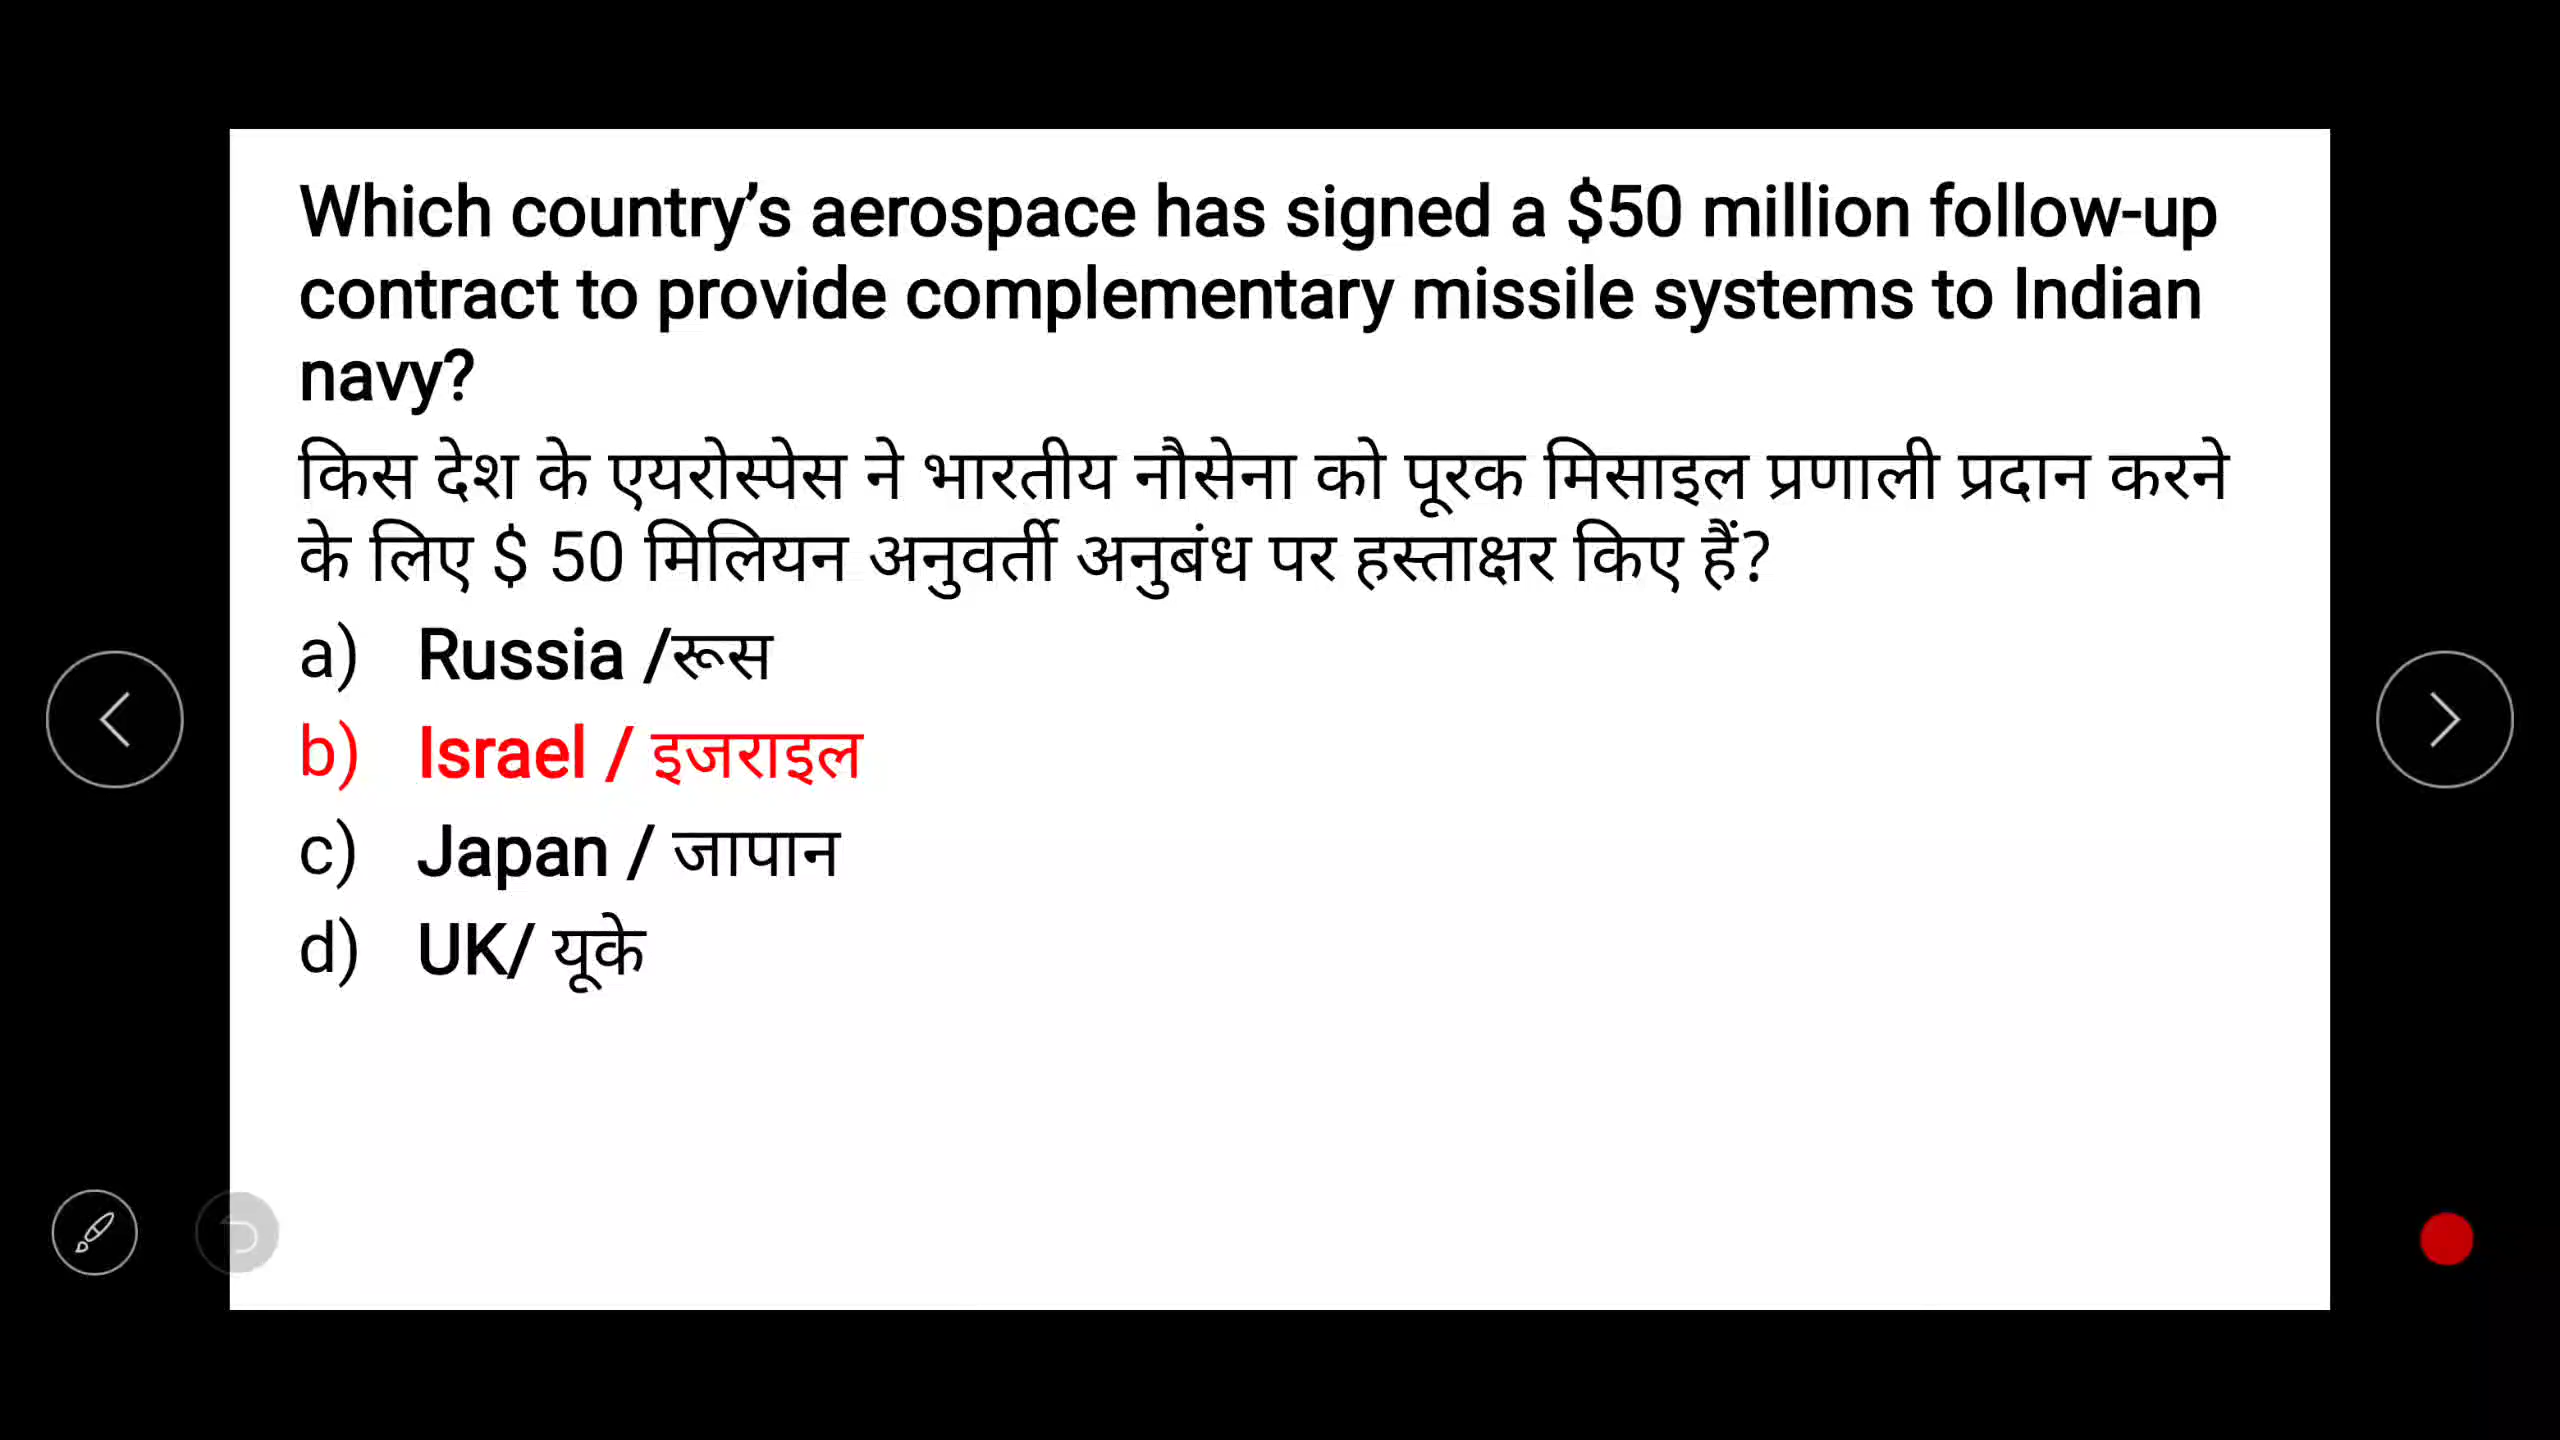 Which country’s aerospace has signed a $50 million follow-up
contract to provide complementary missile systems to Indian
navy?
किस देश के एयरोस्पेस ने भारतीय नौसेना को पूरक मिसाइल प्रणाली प्रदान करने
के लिए $ 50 मिलियन अनुवर्ती अनुबंध पर हस्ताक्षर किए हैं?
a) Russia /रूस
b) Israel / इजराइल
c) Japan / जापान
d) UK/ यूके